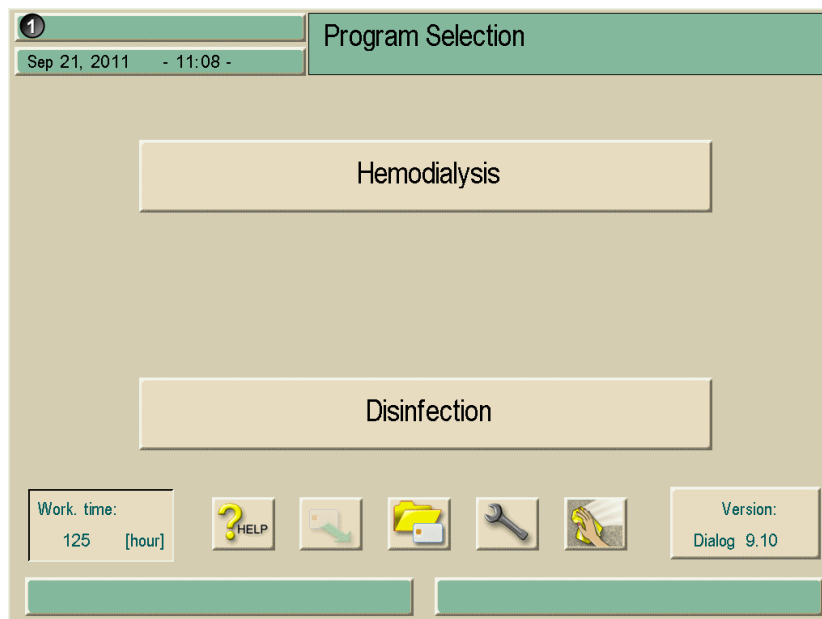 1
Program Selection
Sep 21, 2011 - 11:08 -
Hemodialysis
Disinfection
Work. time:
125 [hour]
?HELP
Version:
Dialog 9.10